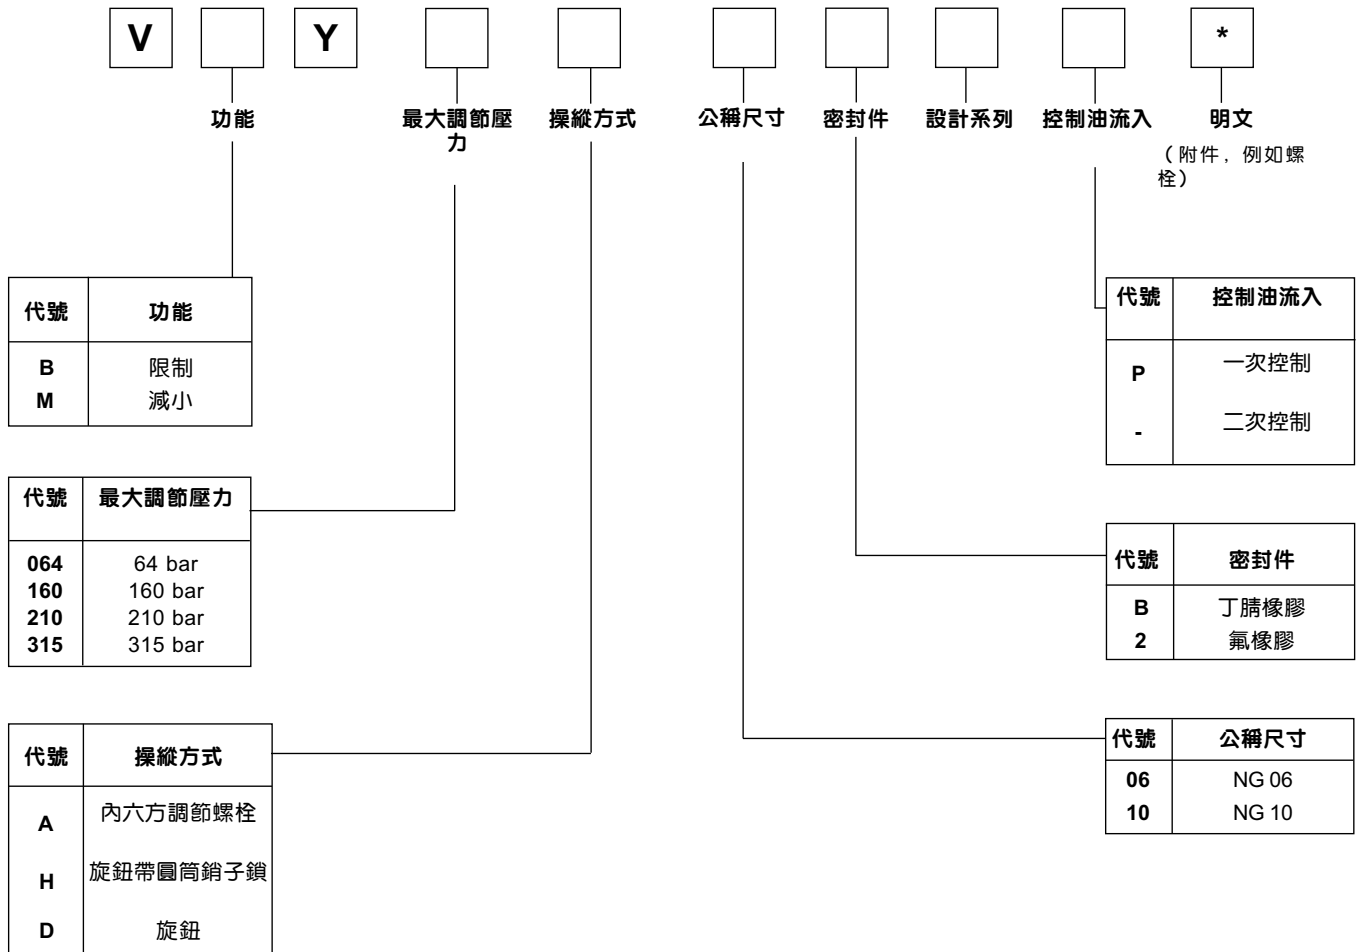 V Y *
功能 最大調節壓 操縱方式 公稱尺寸 密封件 設計系列 控制油流入 明文
力
（附件，例如螺
栓）
代號 功能
B 限制
M 減小
代號 最大調節壓力
064 64 bar
160 160 bar
210 210 bar
315 315 bar
代號 操縱方式
A 內六方調節螺栓
H 旋鈕帶圓筒銷子鎖
D 旋鈕
代號 控制油流入
P 一次控制
- 二次控制
代號 密封件
B 丁腈橡膠
2 氟橡膠
代號 公稱尺寸
06 NG 06
10 NG 10